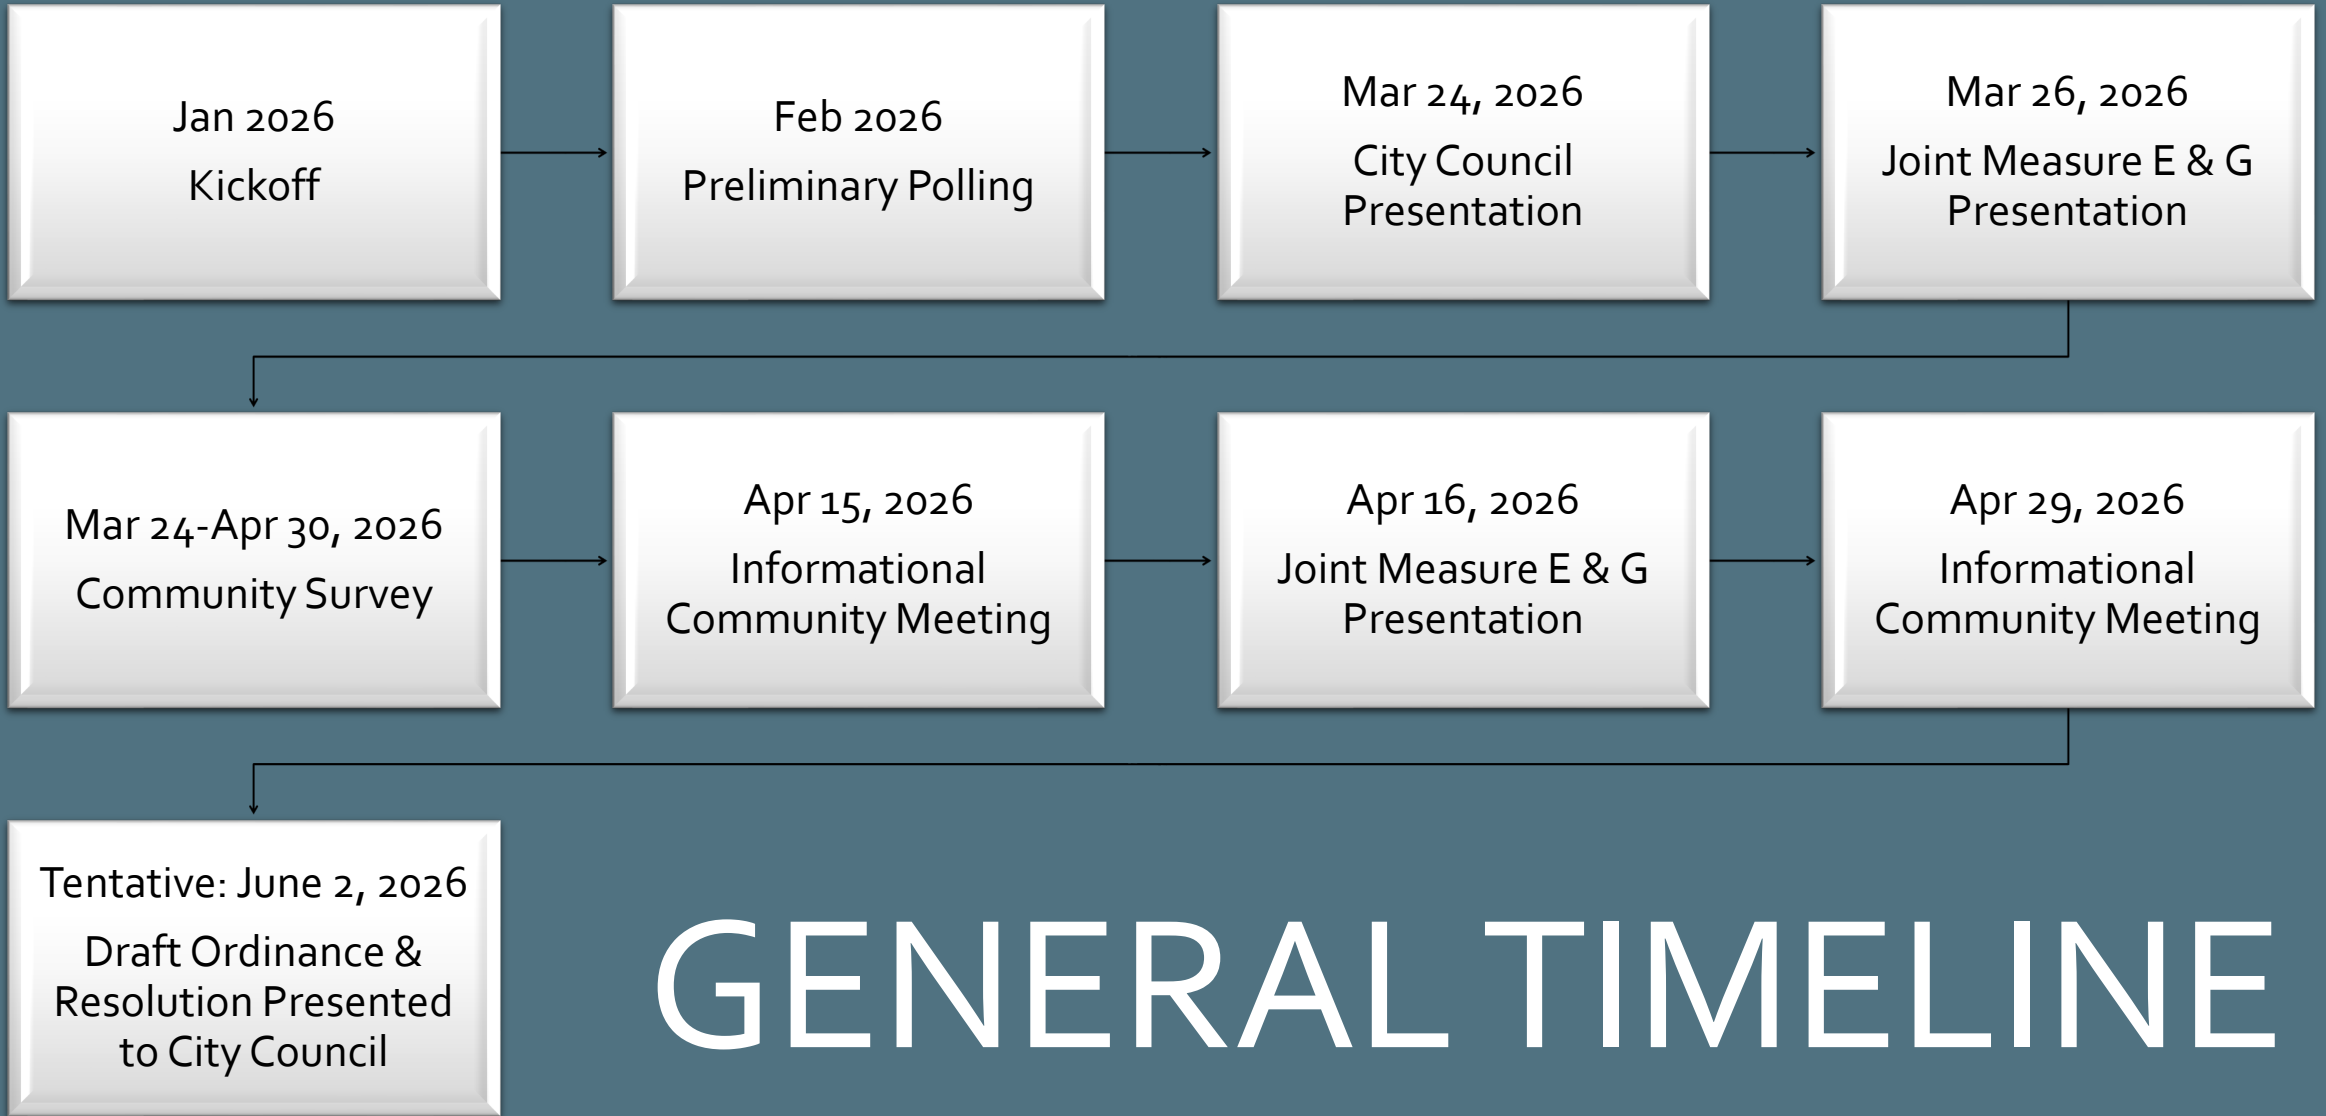 Jan 2026
Kickoff
Feb 2026
Preliminary Polling
Mar 24, 2026
City Council
Presentation
Mar 26, 2026
Joint Measure E & G
Presentation
Mar 24-Apr 30, 2026
Community Survey
Apr 15, 2026
Informational
Community Meeting
Apr 16, 2026
Joint Measure E & G
Presentation
Apr 29, 2026
Informational
Community Meeting
Tentative: June 2, 2026
Draft Ordinance &
Resolution Presented
to City Council
GENERAL TIMELINE